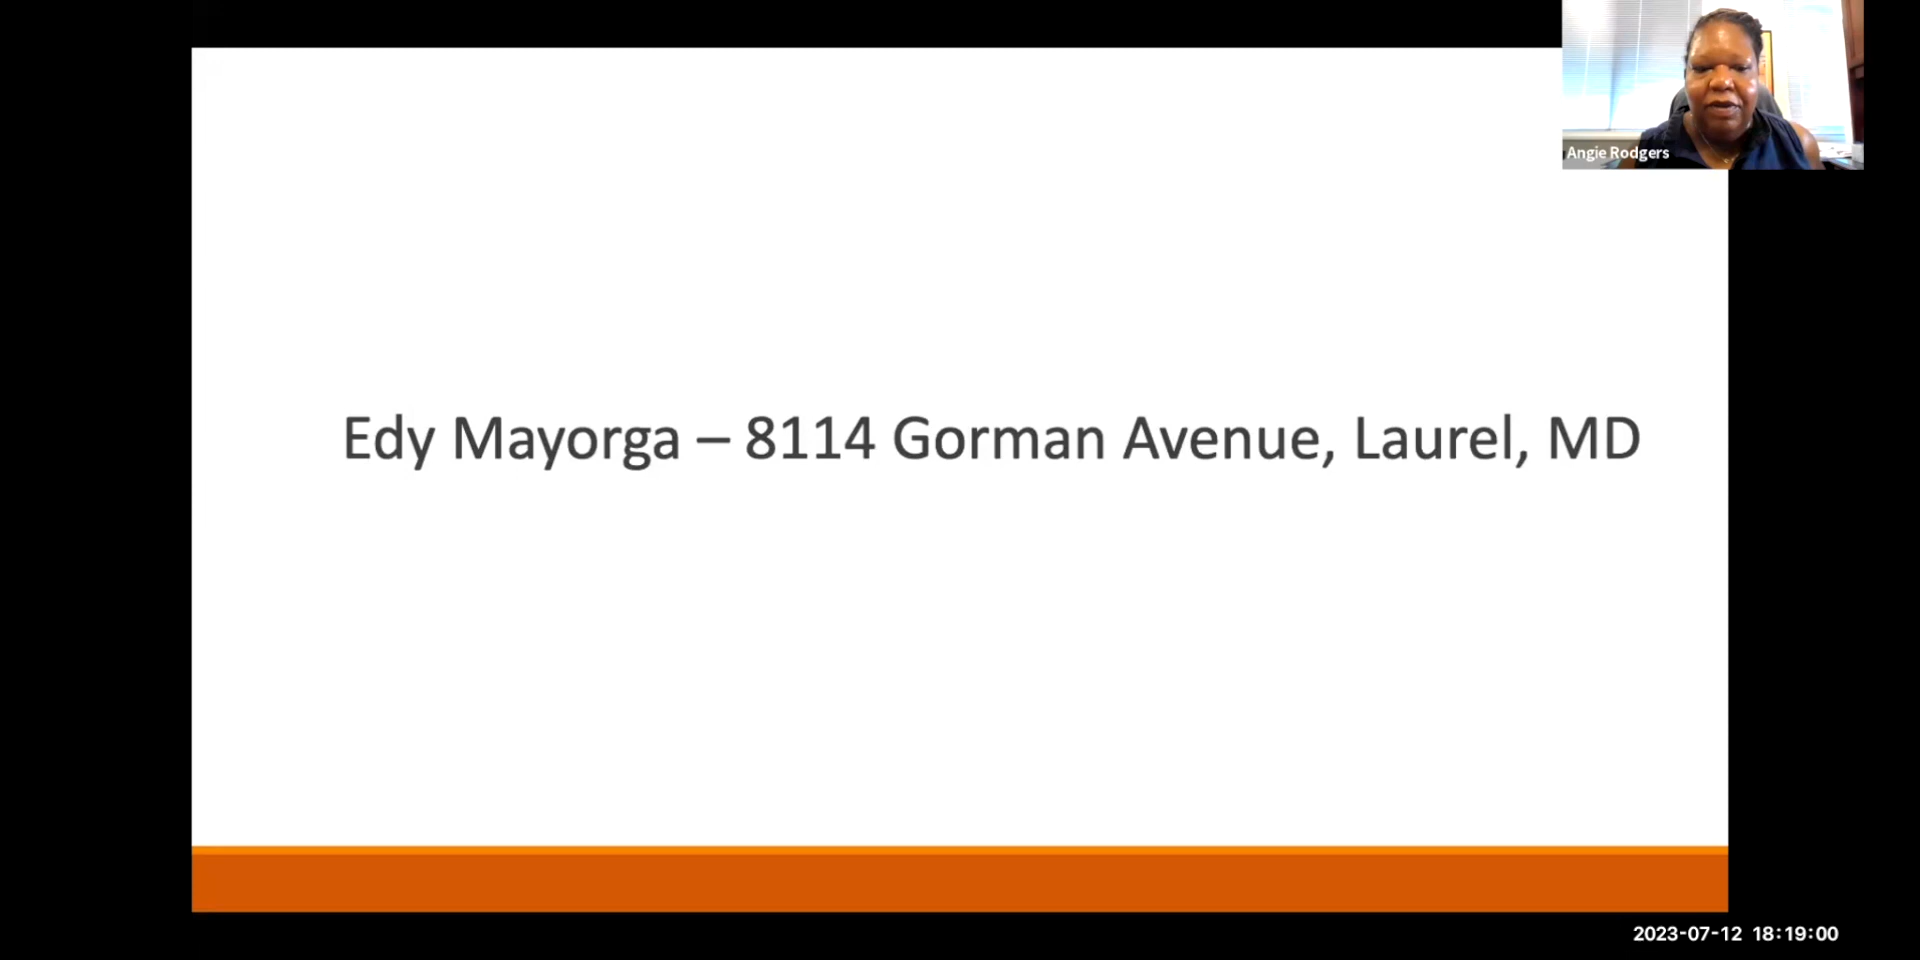 Angie Rodgers
Edy Mayorga – 8114 Gorman Avenue, Laurel, MD
2023-07-12 18:19:00